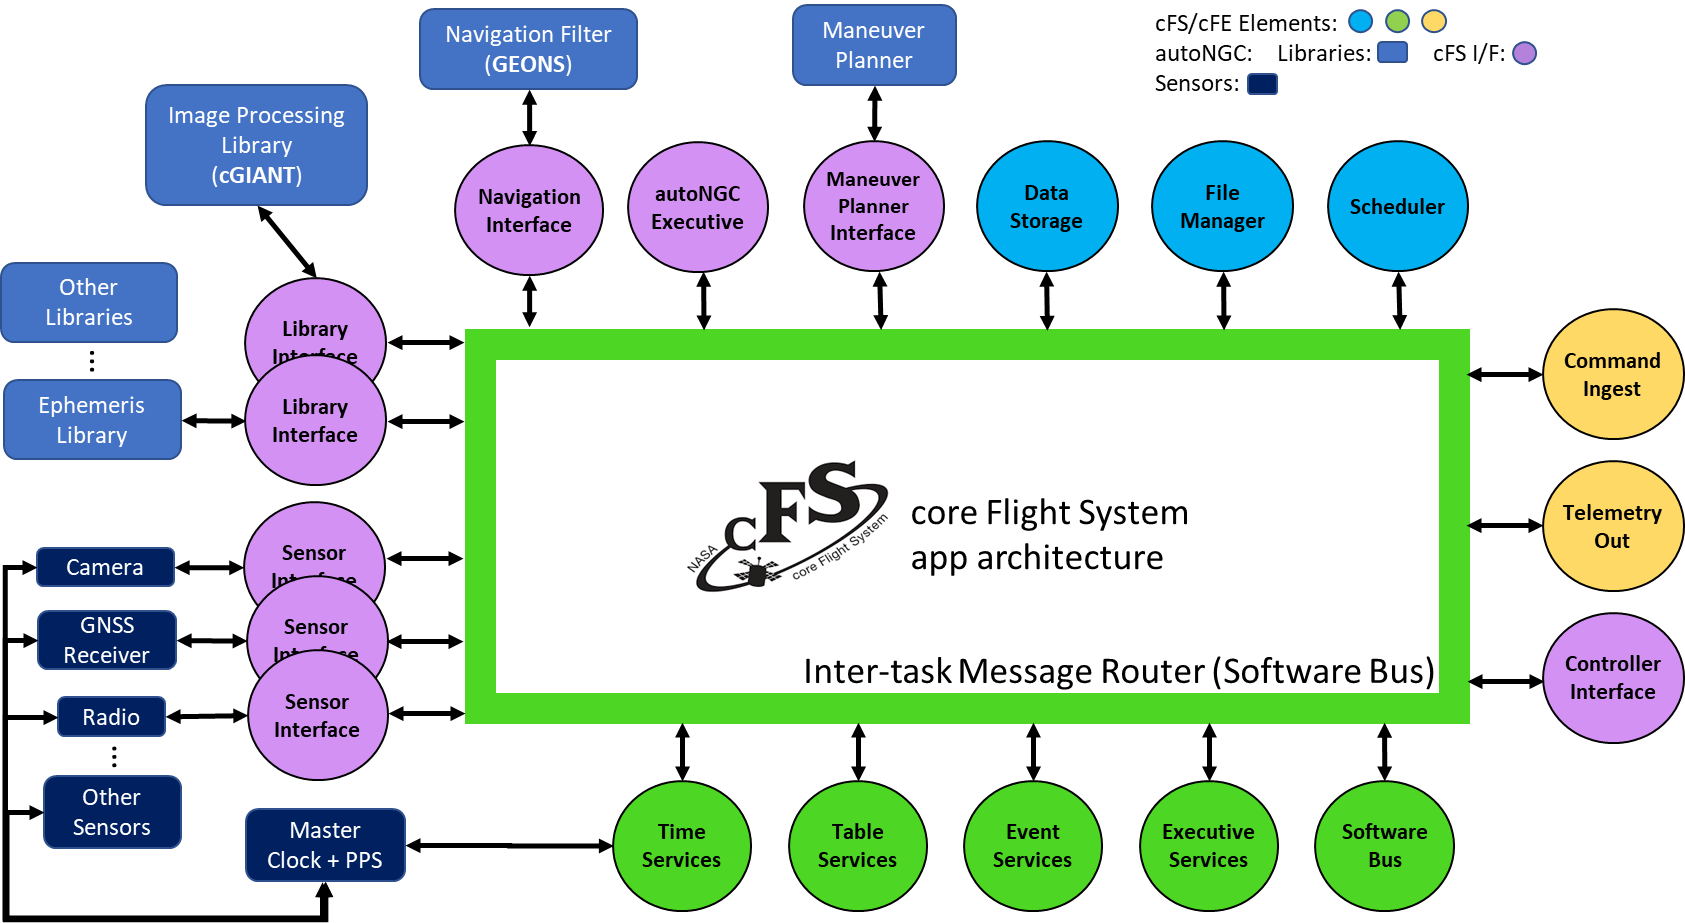 cFS/cFE Elements:
autoNGC: Libraries: cFS I/F:
Sensors:
Navigation Filter
(GEONS)
Maneuver
Planner
Image Processing
Library
(cGIANT)
Navigation
Interface
autoNGC
Executive
Maneuver
Planner
Interface
Data
Storage
File
Manager
Scheduler
Other
Libraries
⋮
Ephemeris
Library
Library
Interface
Library
Interface
Command
Ingest
Telemetry
Out
Controller
Interface
cFS
NASA
core Flight System
core Flight System
app architecture
Inter-task Message Router (Software Bus)
Camera
GNSS
Receiver
Radio
⋮
Other
Sensors
Sensor
Interface
Sensor
Interface
Sensor
Interface
Master
Clock + PPS
Time
Services
Table
Services
Event
Services
Executive
Services
Software
Bus